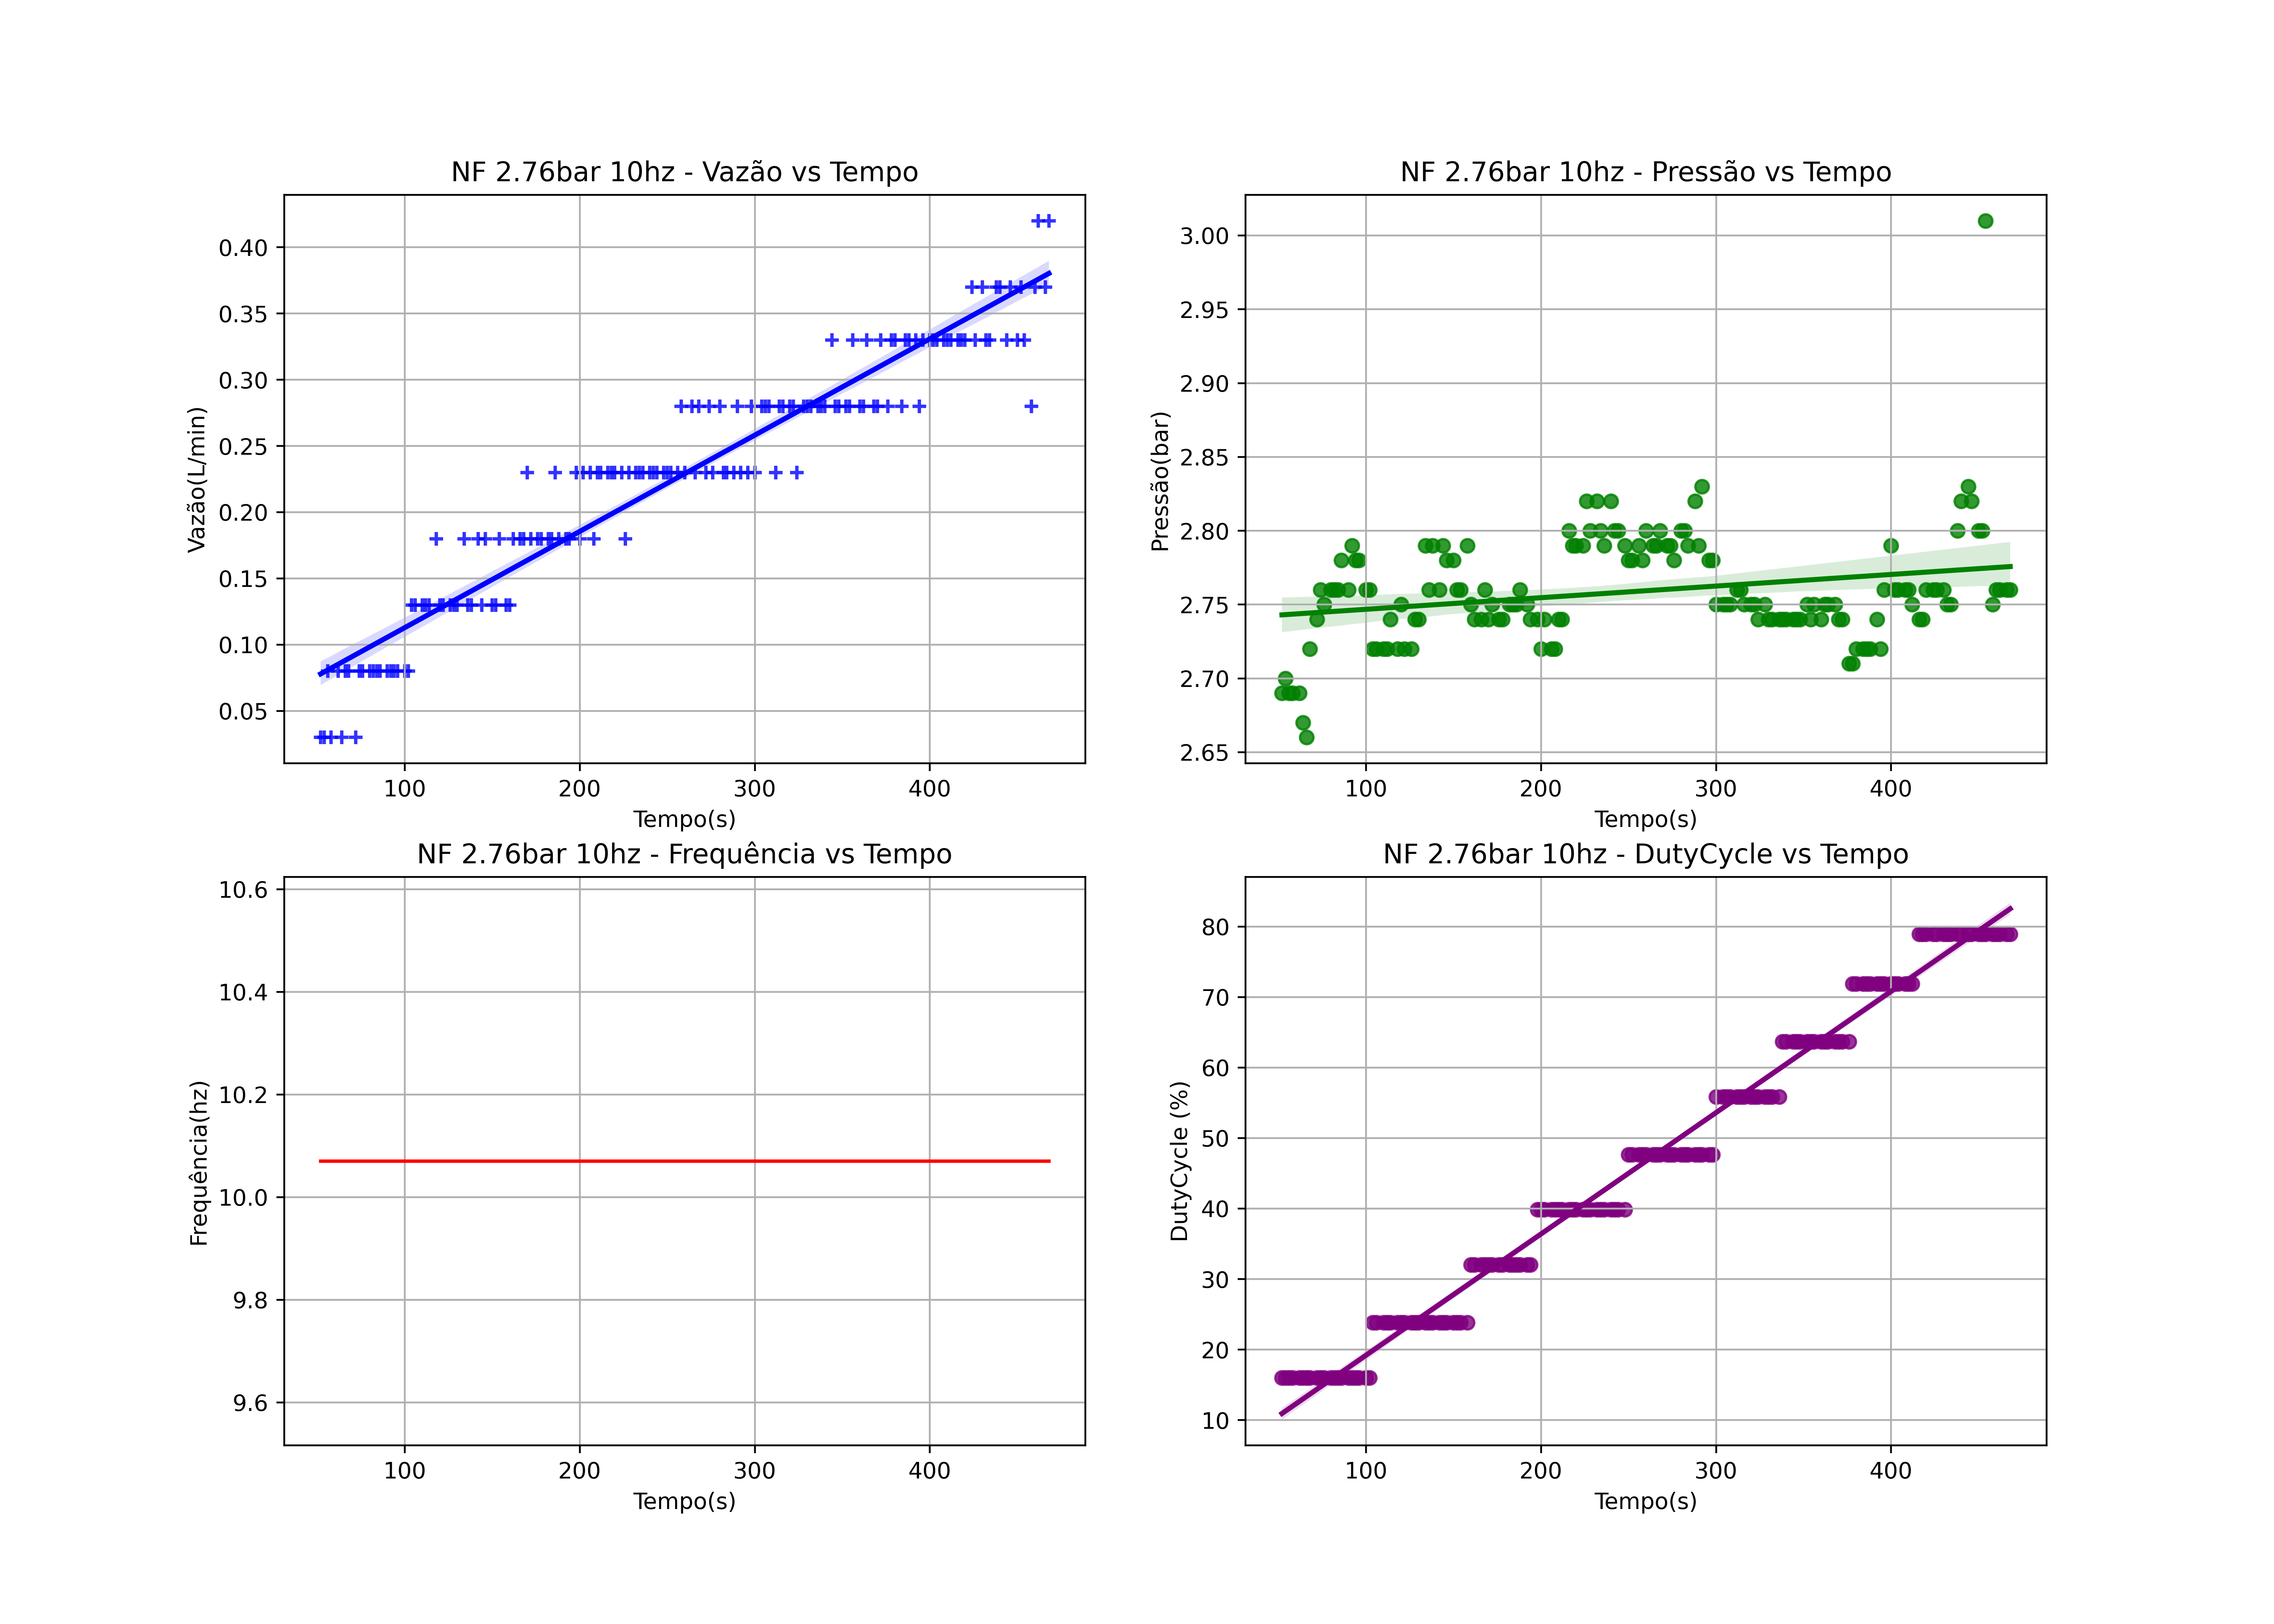 NF 2.76bar 10hz - Vazão vs Tempo
0.40
0.35
0.30
0.25
0.20
0.15
0.10
0.05
Vazão(L/min)
100 200 300 400
Tempo(s)
NF 2.76bar 10hz - Pressão vs Tempo
3.00
2.95
2.90
2.85
2.80
2.75
2.70
2.65
Pressão(bar)
100 200 300 400
Tempo(s)
NF 2.76bar 10hz - Frequência vs Tempo
10.6
10.4
10.2
10.0
9.8
9.6
Frequência(hz)
100 200 300 400
Tempo(s)
NF 2.76bar 10hz - DutyCycle vs Tempo
80
70
60
50
40
30
20
10
DutyCycle (%)
100 200 300 400
Tempo(s)